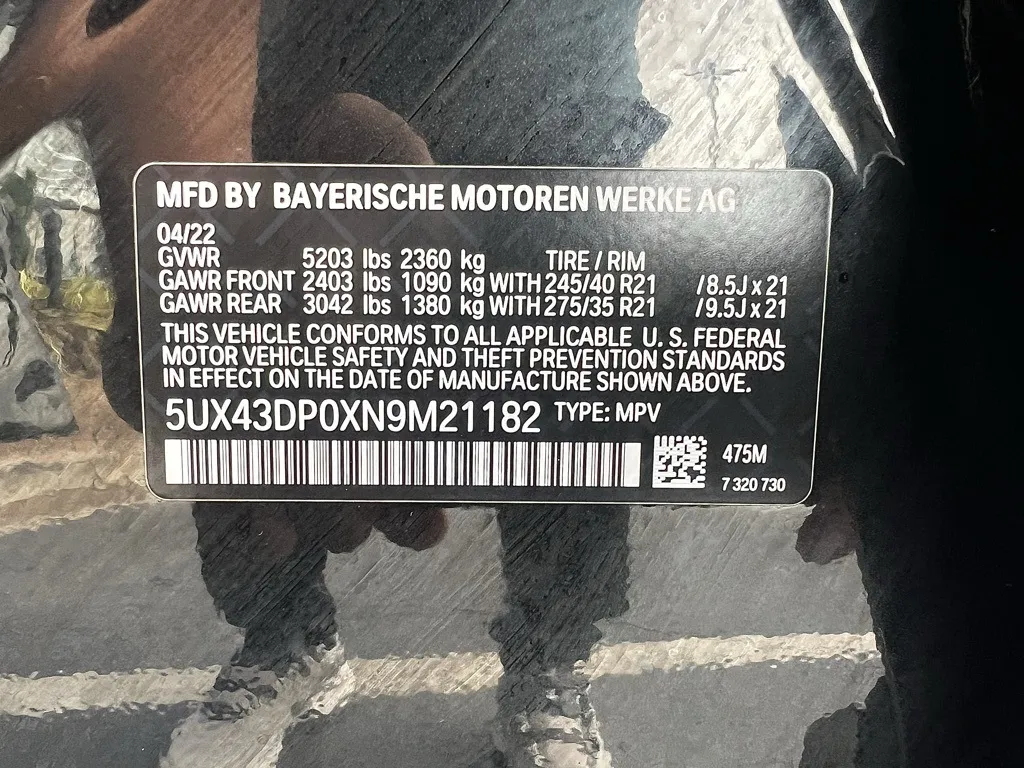 MFD BY BAYERISCHE MOTOREN WERKE AG
04/22
GVWR 5203 lbs 2360 kg TIRE / RIM
GAWR FRONT 2403 lbs 1090 kg WITH 245/40 R21 /8.5J x 21
GAWR REAR 3042 lbs 1380 kg WITH 275/35 R21 /9.5J x 21
THIS VEHICLE CONFORMS TO ALL APPLICABLE U. S. FEDERAL
MOTOR VEHICLE SAFETY AND THEFT PREVENTION STANDARDS
IN EFFECT ON THE DATE OF MANUFACTURE SHOWN ABOVE.
5UX43DP0XN9M21182 TYPE: MPV
475M
7 320 730